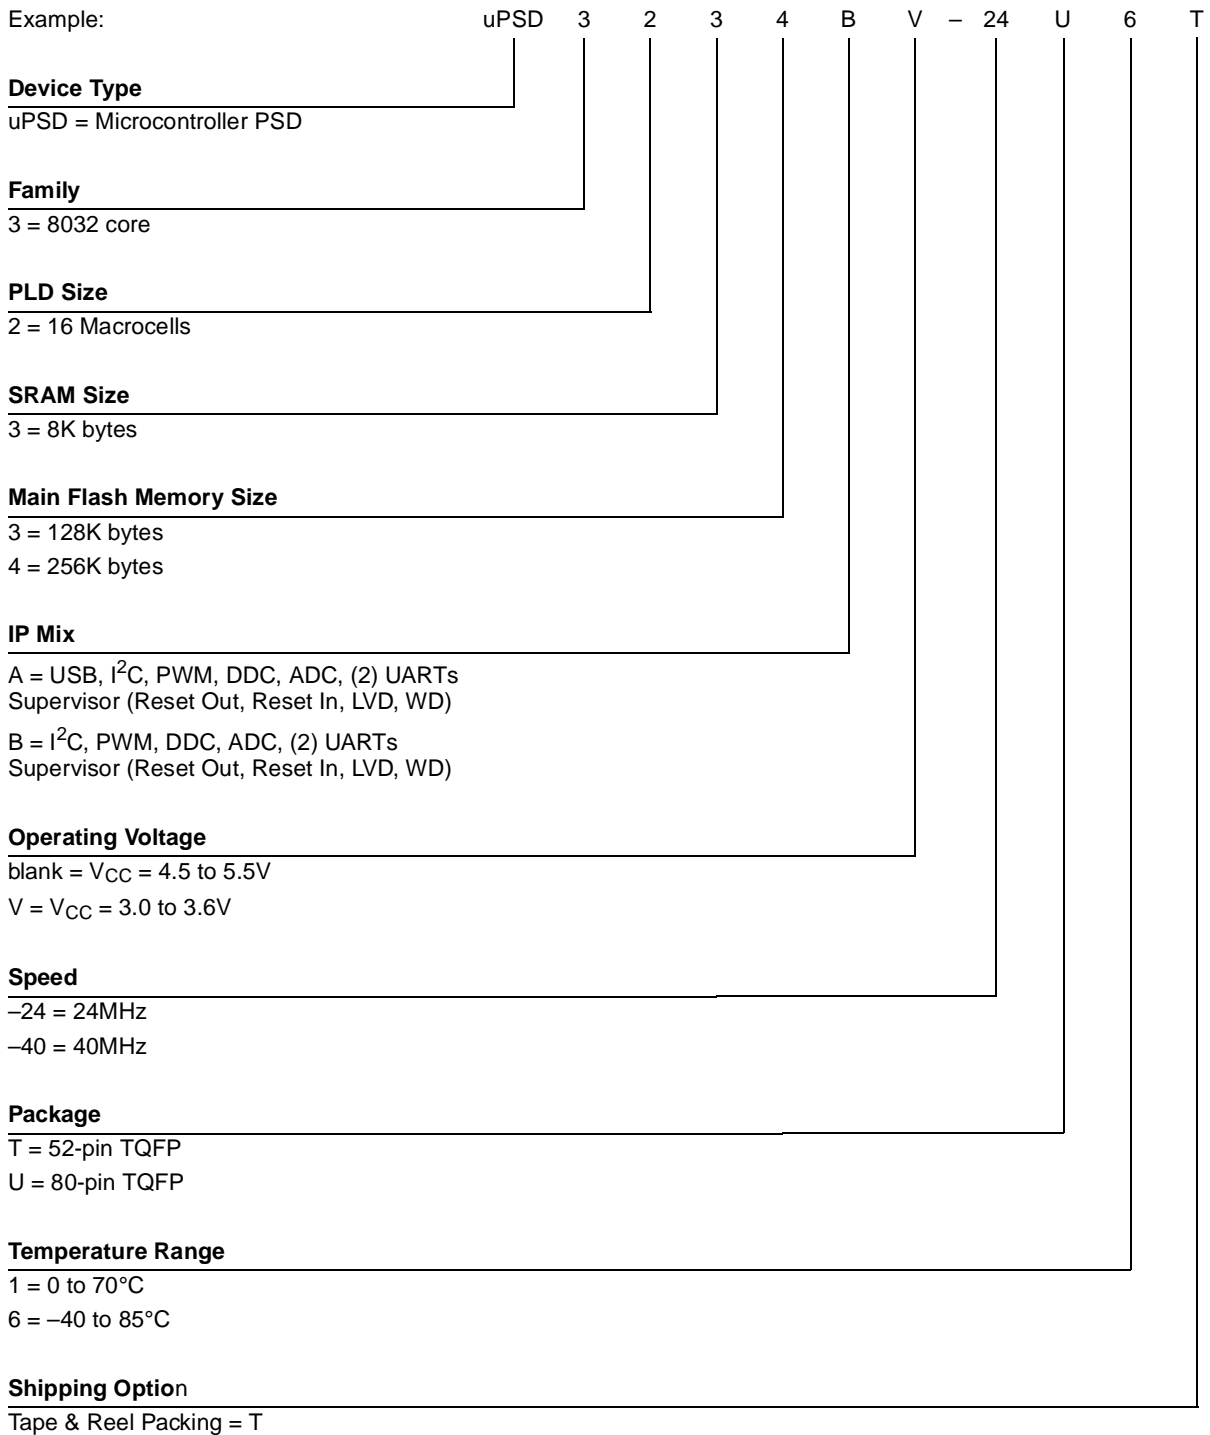 Example: uPSD 3 2 3 4 B V – 24 U 6 T
Device Type
uPSD = Microcontroller PSD
Family
3 = 8032 core
PLD Size
2 = 16 Macrocells
SRAM Size
3 = 8K bytes
Main Flash Memory Size
3 = 128K bytes
4 = 256K bytes
IP Mix
A = USB, I²C, PWM, DDC, ADC, (2) UARTs
Supervisor (Reset Out, Reset In, LVD, WD)
B = I²C, PWM, DDC, ADC, (2) UARTs
Supervisor (Reset Out, Reset In, LVD, WD)
Operating Voltage
blank = VCC = 4.5 to 5.5V
V = VCC = 3.0 to 3.6V
Speed
–24 = 24MHz
–40 = 40MHz
Package
T = 52-pin TQFP
U = 80-pin TQFP
Temperature Range
1 = 0 to 70°C
6 = –40 to 85°C
Shipping Option
Tape & Reel Packing = T